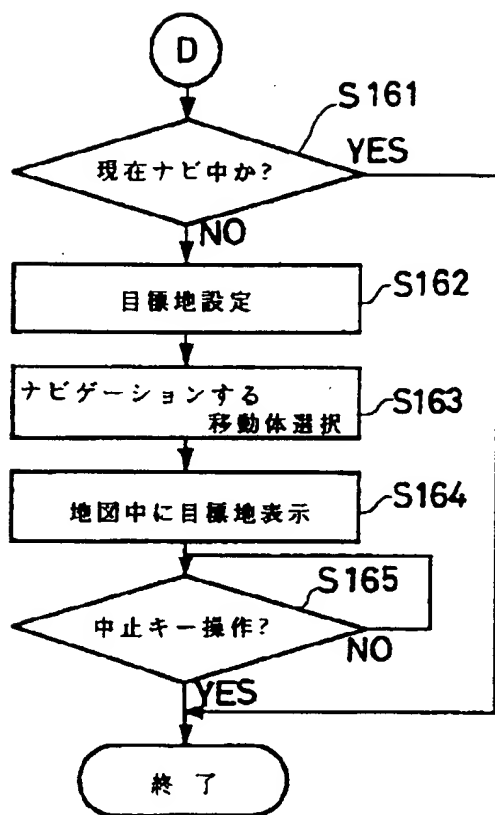 D
S161
現在ナビ中か?
YES
NO
目標地設定
S162
ナビゲーションする
移動体選択
S163
地図中に目標地表示
S164
S165
中止キー操作?
NO
YES
終了